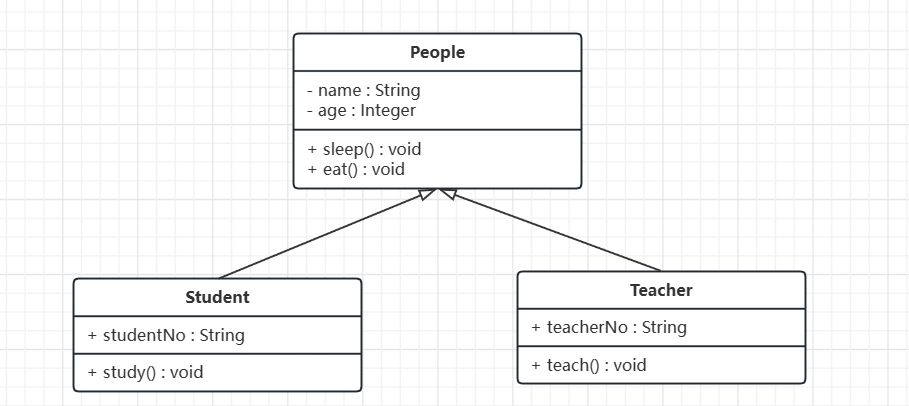 People
- name : String
- age : Integer
+ sleep() : void
+ eat() : void
Student
+ studentNo : String
+ study() : void
Teacher
+ teacherNo : String
+ teach() : void